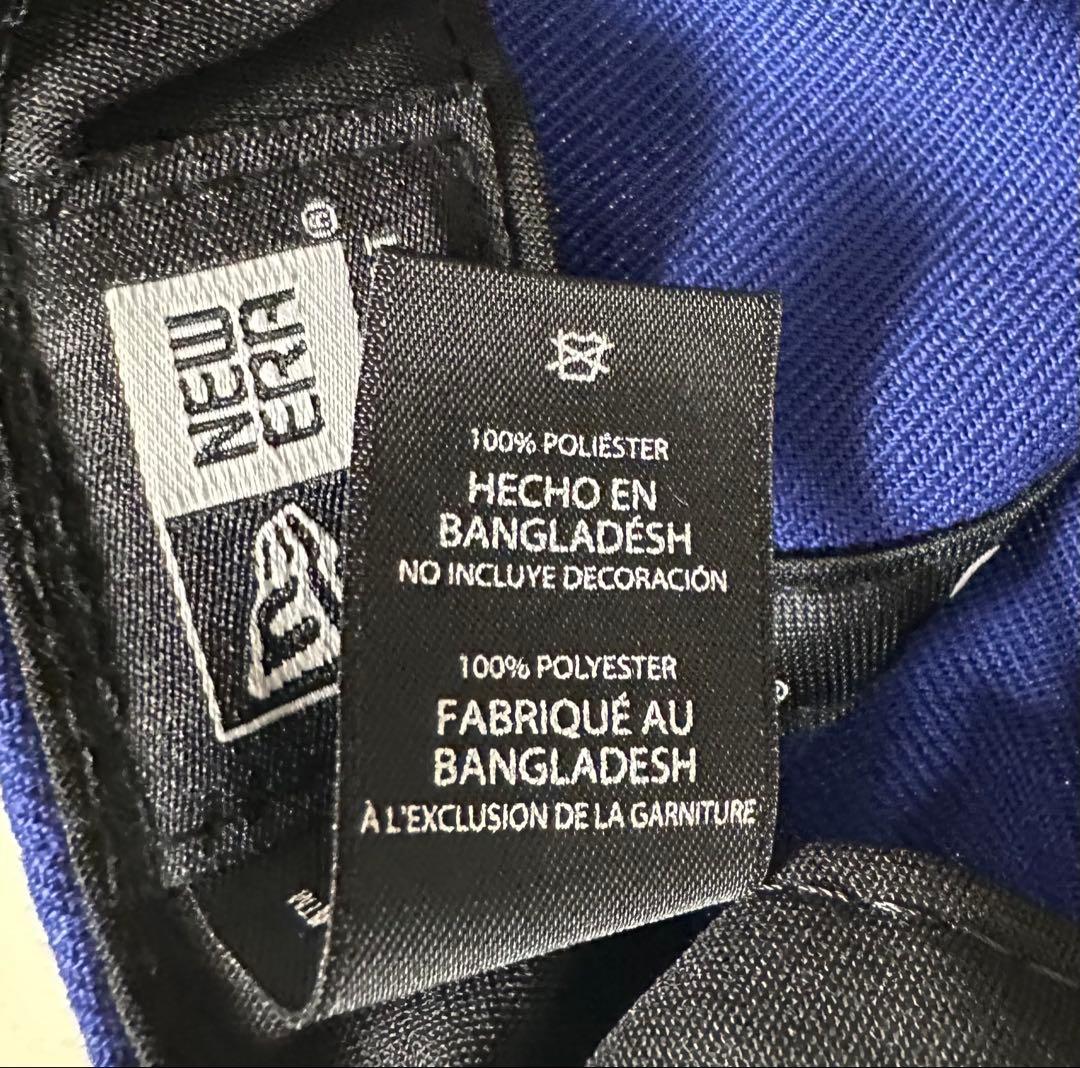 NEW
ERA
®
100% POLIÉSTER
HECHO EN
BANGLADÉSH
NO INCLUYE DECORACIÓN
100% POLYESTER
FABRIQUÉ AU
BANGLADESH
À L'EXCLUSION DE LA GARNITURE